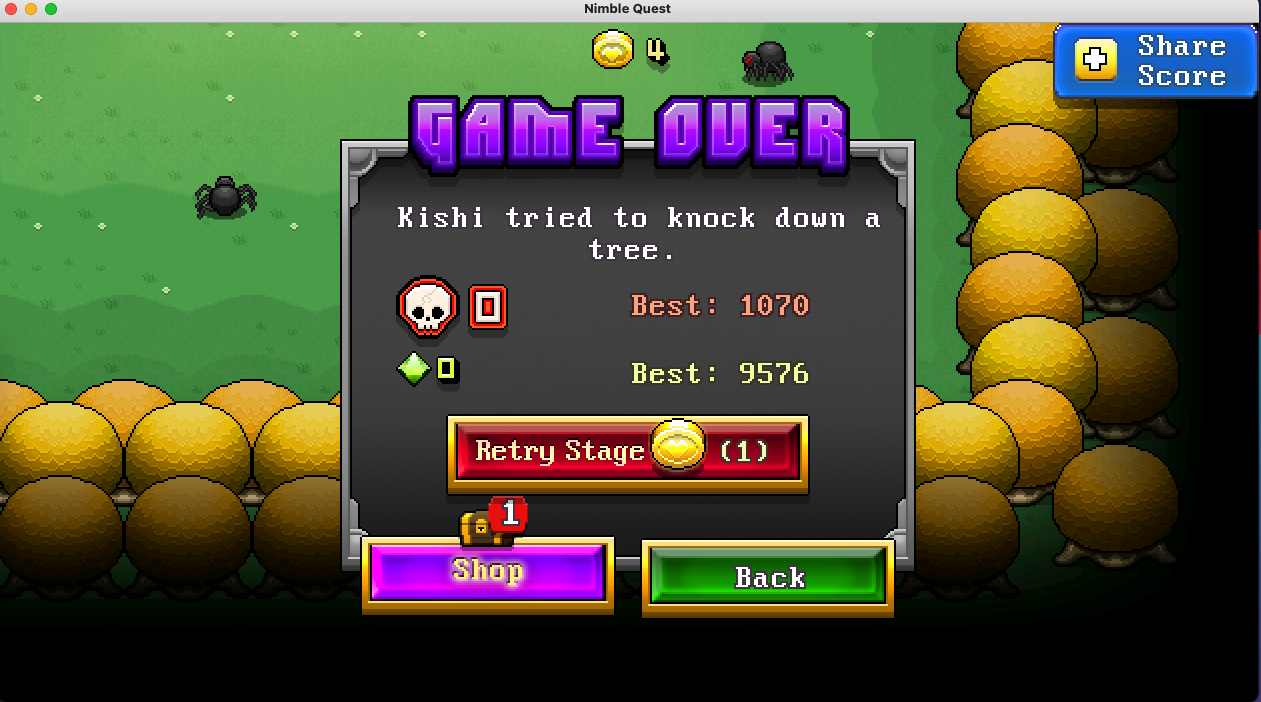 Nimble Quest
4
Share
Score
GAME OVER
Kishi tried to knock down a
tree.
0 Best: 1070
0 Best: 9576
Retry Stage (1)
1
Shop
Back